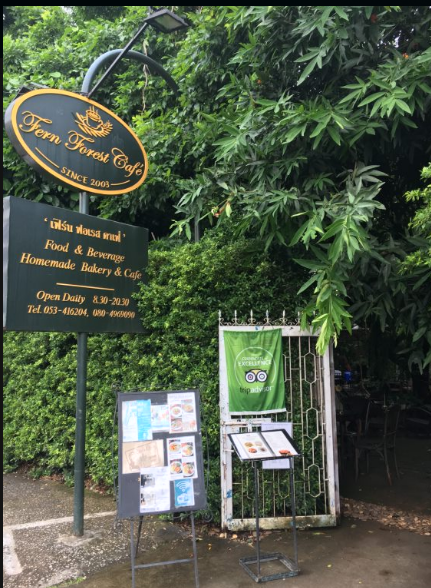 Fern Forest Café
SINCE 2003
' เฟิร์น ฟอเรส คาเฟ่ '
Food & Beverage
Homemade Bakery & Cafe
Open Daily 8.30-20.30
Tel. 053-416204, 080-4969090
CERTIFICATE of
EXCELLENCE
tripadvisor